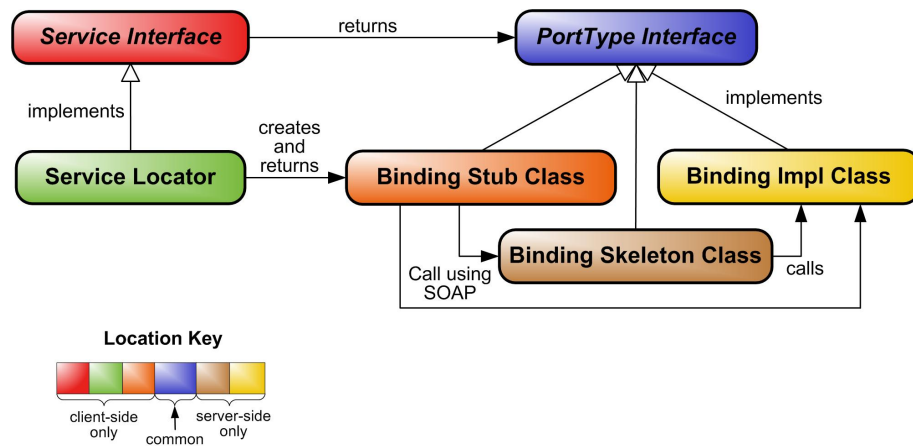 Service Interface
returns
PortType Interface
implements
implements
creates
and
returns
Service Locator
Binding Stub Class
Binding Impl Class
Binding Skeleton Class
Call using
SOAP
calls
Location Key
client-side
only
common
server-side
only